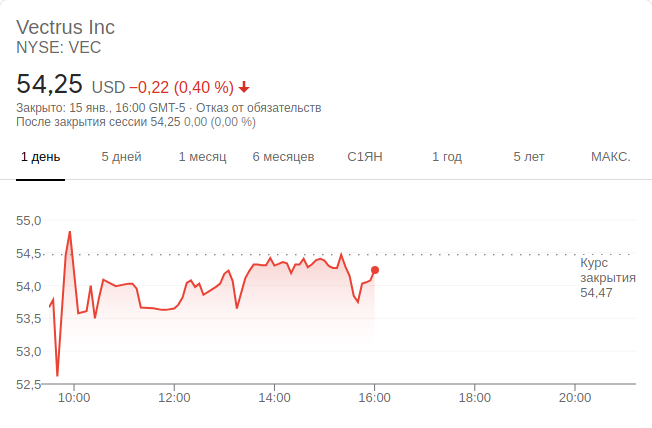 Vectrus Inc
NYSE: VEC
54,25 USD −0,22 (0,40 %)
Закрыто: 15 янв., 16:00 GMT-5 · Отказ от обязательств
После закрытия сессии 54,25 0,00 (0,00 %)
1 день 5 дней 1 месяц 6 месяцев С1ЯН 1 год 5 лет МАКС.
55,0
54,5
54,0
53,5
53,0
52,5
Курс
закрытия
54,47
10:00 12:00 14:00 16:00 18:00 20:00